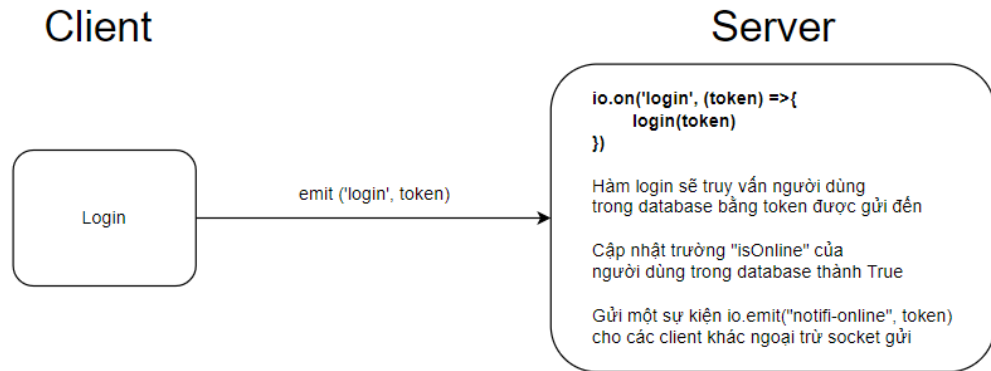 Client
Server
Login
emit ('login', token)
io.on('login', (token) =>{
login(token)
})
Hàm login sẽ truy vấn người dùng
trong database bằng token được gửi đến
Cập nhật trường "isOnline" của
người dùng trong database thành True
Gửi một sự kiện io.emit("notifi-online", token)
cho các client khác ngoại trừ socket gửi